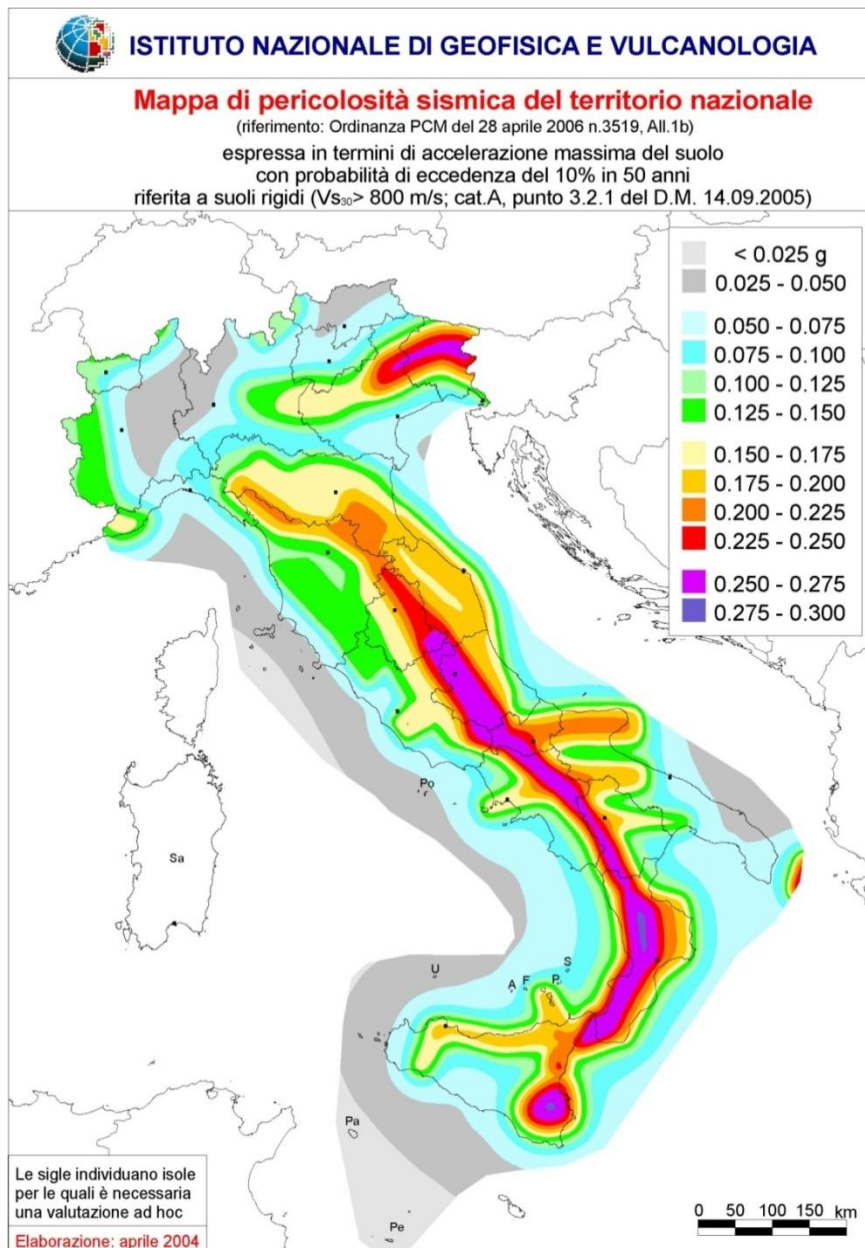 ISTITUTO NAZIONALE DI GEOFISICA E VULCANOLOGIA
Mappa di pericolosità sismica del territorio nazionale
(riferimento: Ordinanza PCM del 28 aprile 2006 n.3519, All.1b)
espressa in termini di accelerazione massima del suolo
con probabilità di eccedenza del 10% in 50 anni
riferita a suoli rigidi (Vs₃₀> 800 m/s; cat.A, punto 3.2.1 del D.M. 14.09.2005)
< 0.025 g
0.025 - 0.050
0.050 - 0.075
0.075 - 0.100
0.100 - 0.125
0.125 - 0.150
0.150 - 0.175
0.175 - 0.200
0.200 - 0.225
0.225 - 0.250
0.250 - 0.275
0.275 - 0.300
Po
Sa
S
U
A
F
P
Pa
Pe
Le sigle individuano isole
per le quali è necessaria
una valutazione ad hoc
Elaborazione: aprile 2004
0 50 100 150 km